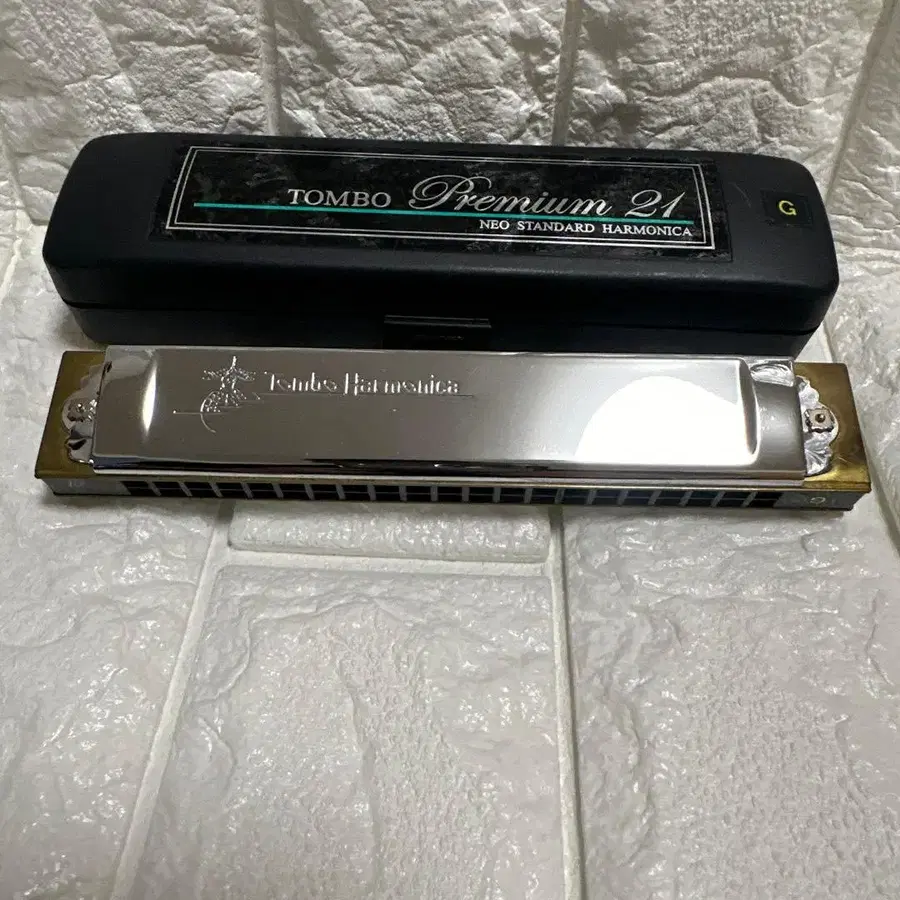 TOMBO Premium 21
NEO STANDARD HARMONICA
G
Tombo Harmonica